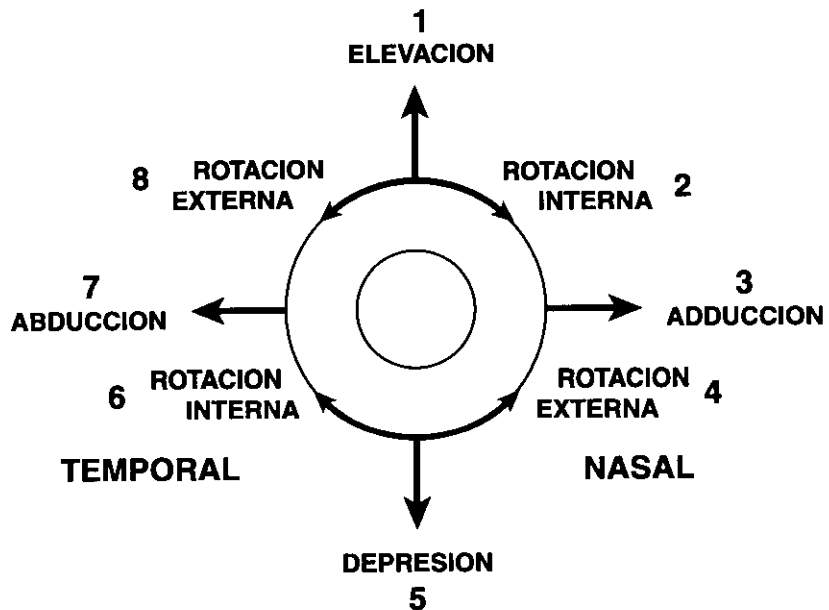 1
ELEVACION
8 ROTACION
EXTERNA
ROTACION
INTERNA 2
7
ABDUCCION
3
ADDUCCION
6 ROTACION
INTERNA
ROTACION
EXTERNA 4
TEMPORAL
NASAL
DEPRESION
5